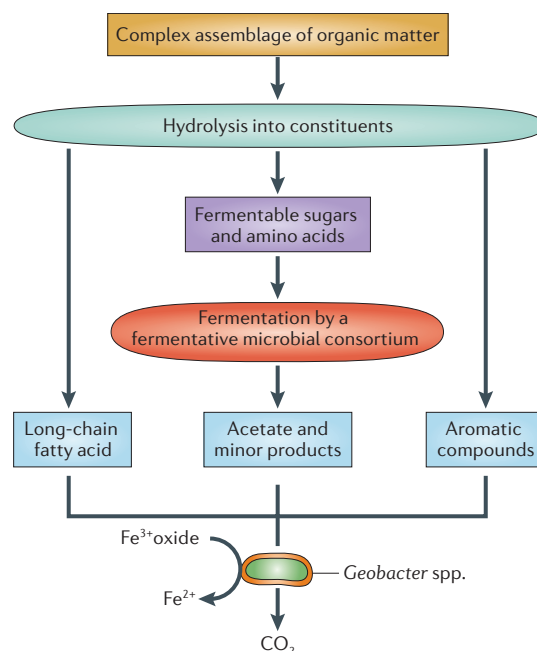 Complex assemblage of organic matter
Hydrolysis into constituents
Fermentable sugars
and amino acids
Fermentation by a
fermentative microbial consortium
Long-chain
fatty acid
Acetate and
minor products
Aromatic
compounds
Fe³⁺oxide
Geobacter spp.
Fe²⁺
CO₂